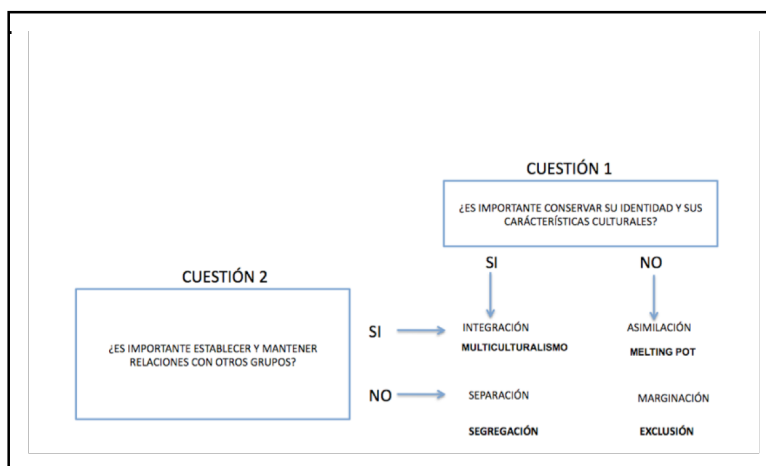 CUESTIÓN 1
¿ES IMPORTANTE CONSERVAR SU IDENTIDAD Y SUS
CARÁCTERÍSTICAS CULTURALES?
SI NO
CUESTIÓN 2
¿ES IMPORTANTE ESTABLECER Y MANTENER
RELACIONES CON OTROS GRUPOS?
SI INTEGRACIÓN ASIMILACIÓN
MULTICULTURALISMO MELTING POT
NO SEPARACIÓN MARGINACIÓN
SEGREGACIÓN EXCLUSIÓN